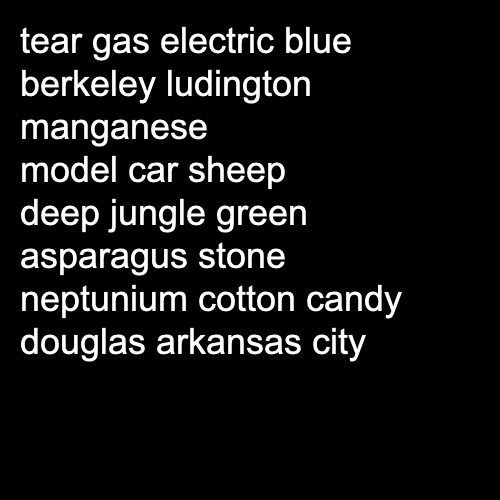 tear gas electric blue
berkeley ludington
manganese
model car sheep
deep jungle green
asparagus stone
neptunium cotton candy
douglas arkansas city